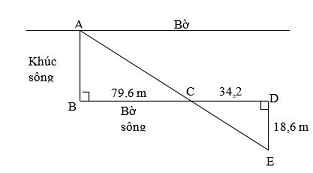 A Bờ
Khúc
sông
B 79,6 m C 34,2 D
Bờ
sông
18,6 m
E